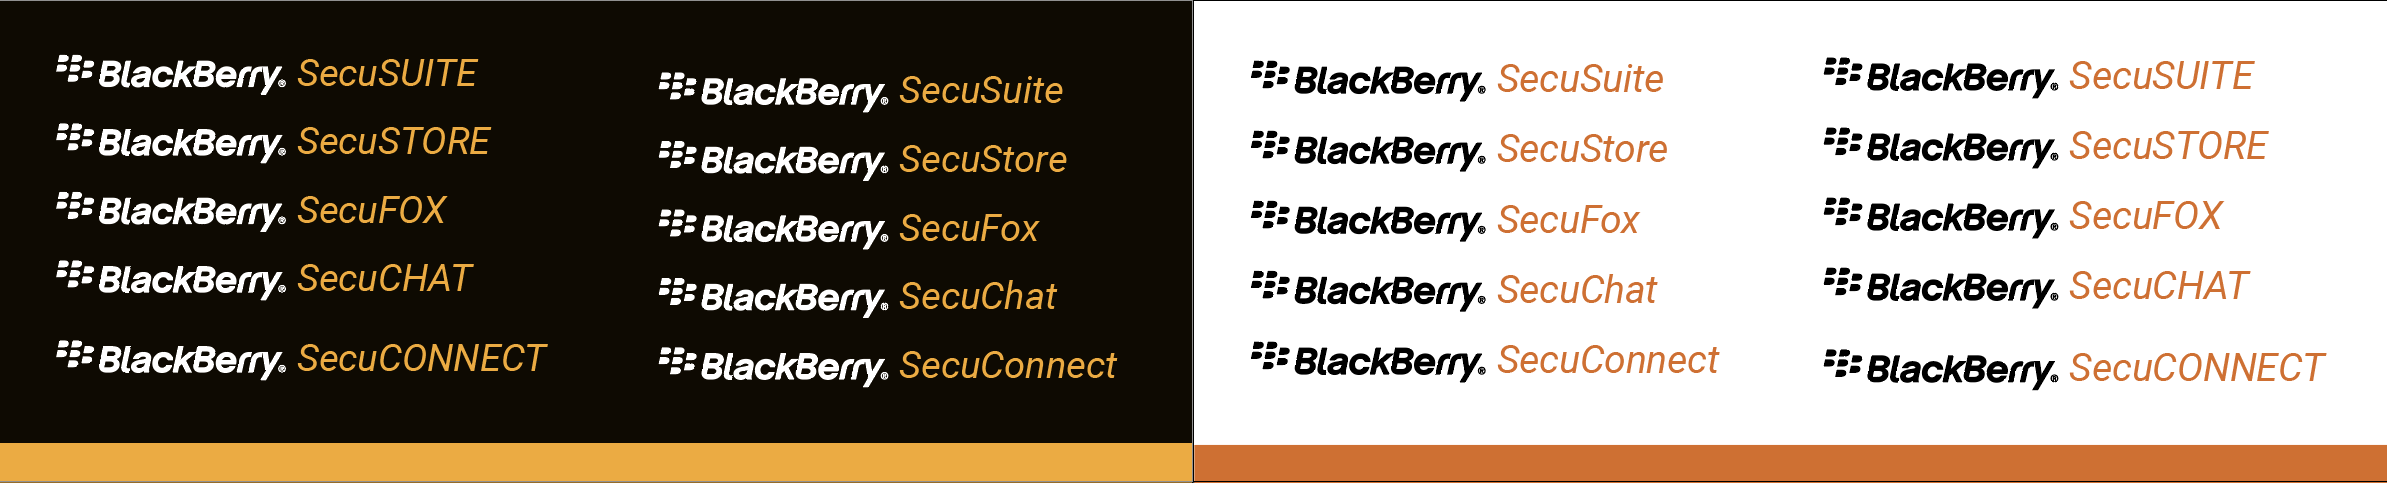 BlackBerry® SecuSUITE
BlackBerry® SecuSTORE
BlackBerry® SecuFOX
BlackBerry® SecuCHAT
BlackBerry® SecuCONNECT
BlackBerry® SecuSuite
BlackBerry® SecuStore
BlackBerry® SecuFox
BlackBerry® SecuChat
BlackBerry® SecuConnect
BlackBerry® SecuSuite
BlackBerry® SecuStore
BlackBerry® SecuFox
BlackBerry® SecuChat
BlackBerry® SecuConnect
BlackBerry® SecuSUITE
BlackBerry® SecuSTORE
BlackBerry® SecuFOX
BlackBerry® SecuCHAT
BlackBerry® SecuCONNECT